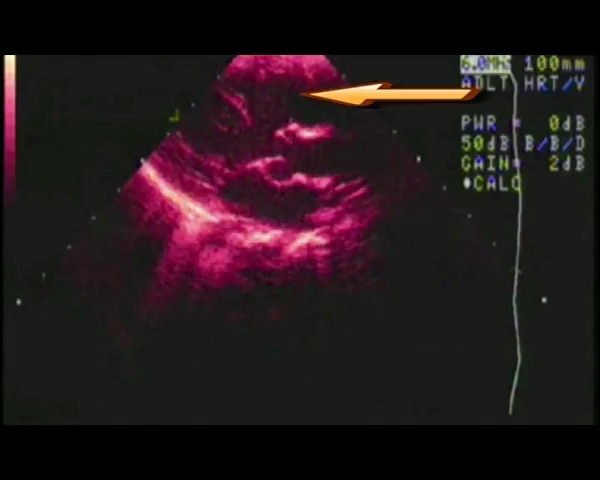 6.0MHz 100mm
ADLT HRT/V
PWR = 0dB
50dB B/B/D
GAIN= 2dB
◆CALC